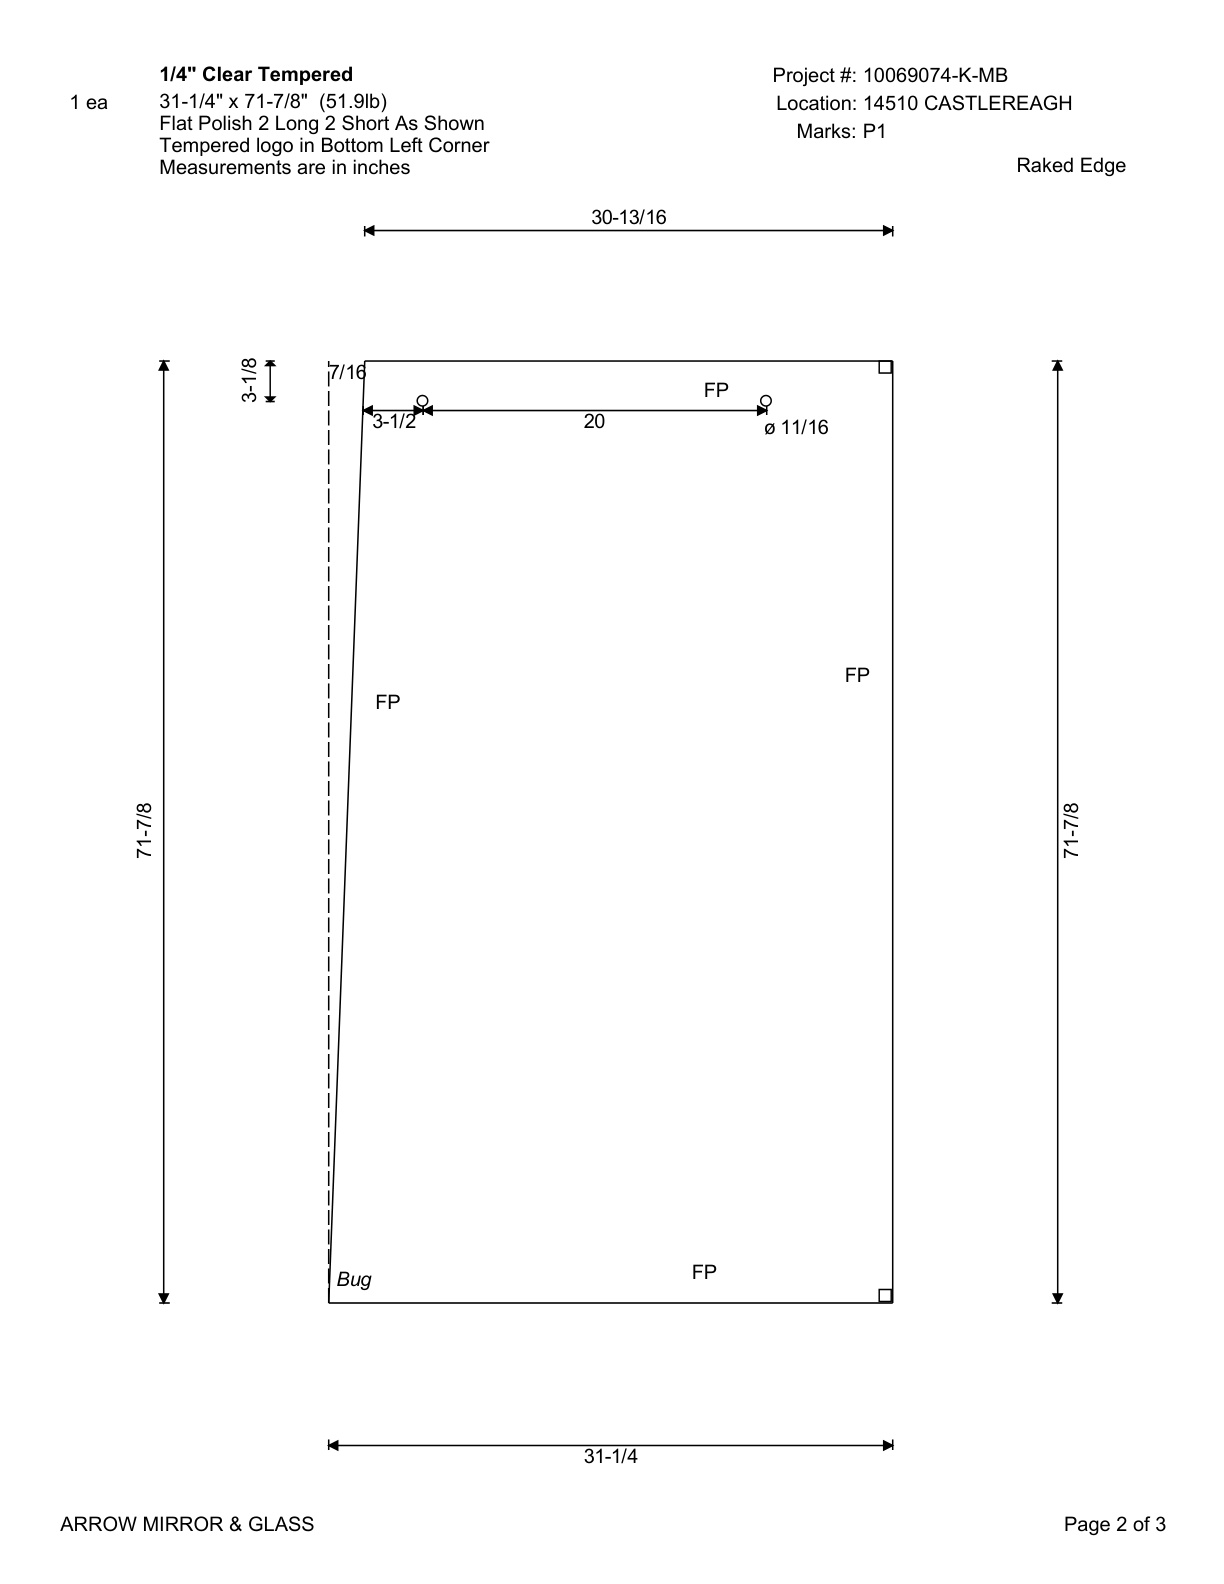 1/4" Clear Tempered
Project #: 10069074-K-MB
1 ea
31-1/4" x 71-7/8" (51.9lb)
Location: 14510 CASTLEREAGH
Flat Polish 2 Long 2 Short As Shown
Marks: P1
Tempered logo in Bottom Left Corner
Measurements are in inches
Raked Edge
30-13/16
3-1/8
7/16
FP
3-1/2
20
ø 11/16
FP
FP
71-7/8
71-7/8
Bug
FP
31-1/4
ARROW MIRROR & GLASS
Page 2 of 3